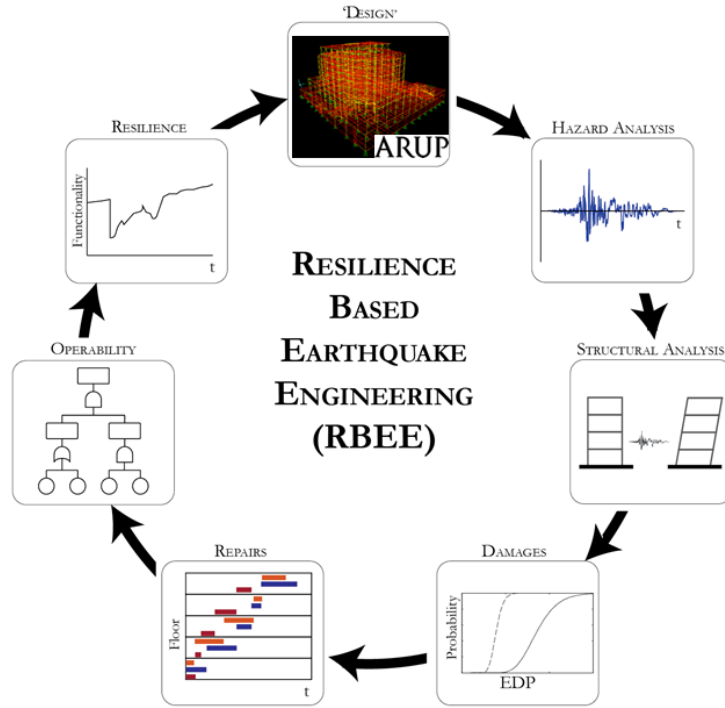 'DESIGN'
ARUP
HAZARD ANALYSIS
t
STRUCTURAL ANALYSIS
DAMAGES
Probability
EDP
REPAIRS
Floor
t
OPERABILITY
RESILIENCE
Functionality
t
RESILIENCE
BASED
EARTHQUAKE
ENGINEERING
(RBEE)